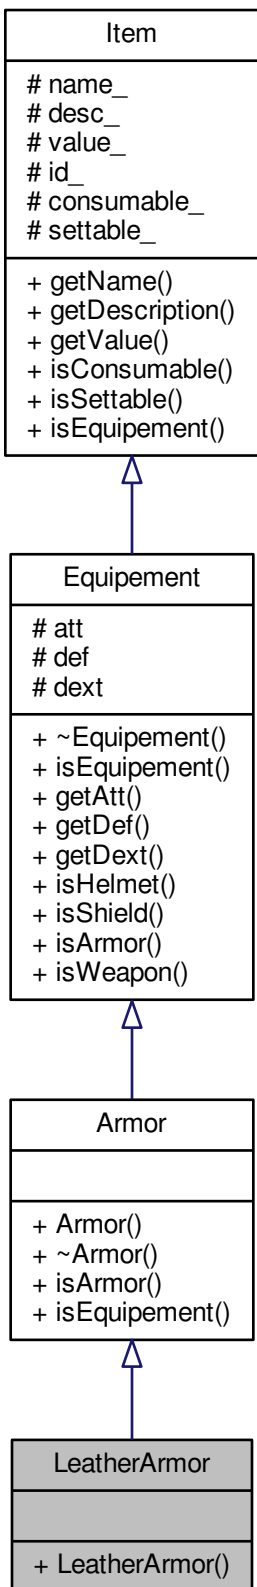 Item
# name_
# desc_
# value_
# id_
# consumable_
# settable_
+ getName()
+ getDescription()
+ getValue()
+ isConsumable()
+ isSettable()
+ isEquipement()
Equipement
# att
# def
# dext
+ ~Equipement()
+ isEquipement()
+ getAtt()
+ getDef()
+ getDext()
+ isHelmet()
+ isShield()
+ isArmor()
+ isWeapon()
Armor
+ Armor()
+ ~Armor()
+ isArmor()
+ isEquipement()
LeatherArmor
+ LeatherArmor()